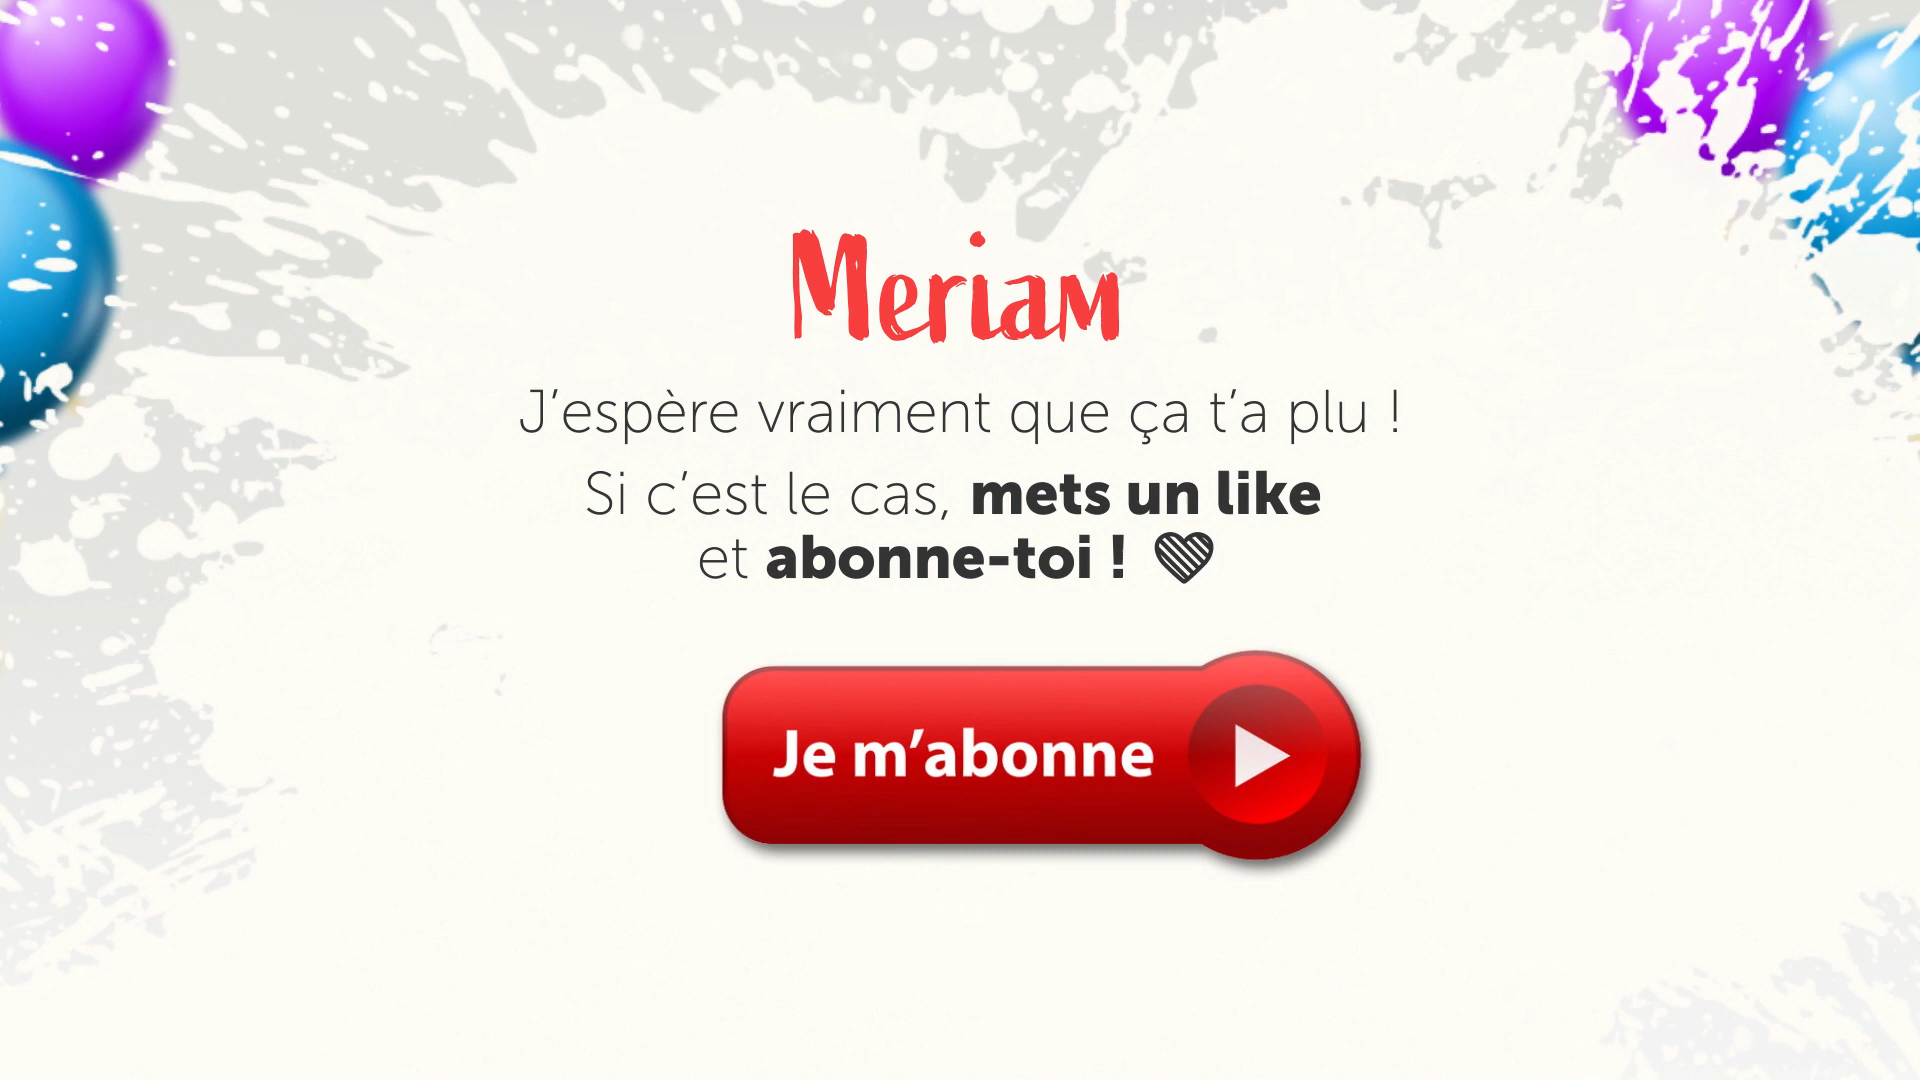 Meriam
J’espère vraiment que ça t’a plu !
Si c’est le cas, mets un like
et abonne-toi !
Je m’abonne